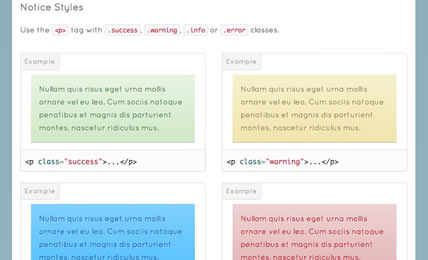 Notice Styles
Use the <p> tag with .success, .warning, .info or .error classes.
Example
Nullam quis risus eget urna mollis
ornare vel eu leo. Cum sociis natoque
penatibus et magnis dis parturient
montes, nascetur ridiculus mus.
<p class="success">...</p>
Example
Nullam quis risus eget urna mollis
ornare vel eu leo. Cum sociis natoque
penatibus et magnis dis parturient
montes, nascetur ridiculus mus.
<p class="warning">...</p>
Example
Nullam quis risus eget urna mollis
ornare vel eu leo. Cum sociis natoque
penatibus et magnis dis parturient
montes, nascetur ridiculus mus.
Example
Nullam quis risus eget urna mollis
ornare vel eu leo. Cum sociis natoque
penatibus et magnis dis parturient
montes, nascetur ridiculus mus.